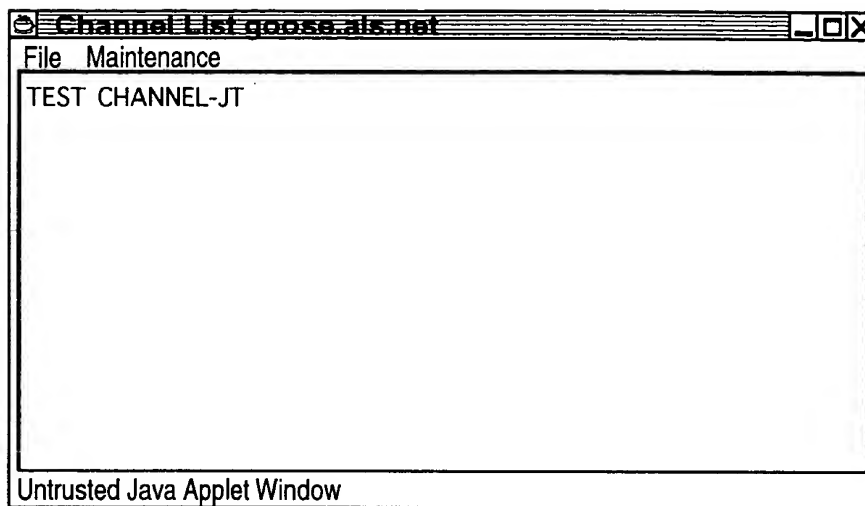 Channel List goose.als.net
File Maintenance
TEST CHANNEL-JT
Untrusted Java Applet Window